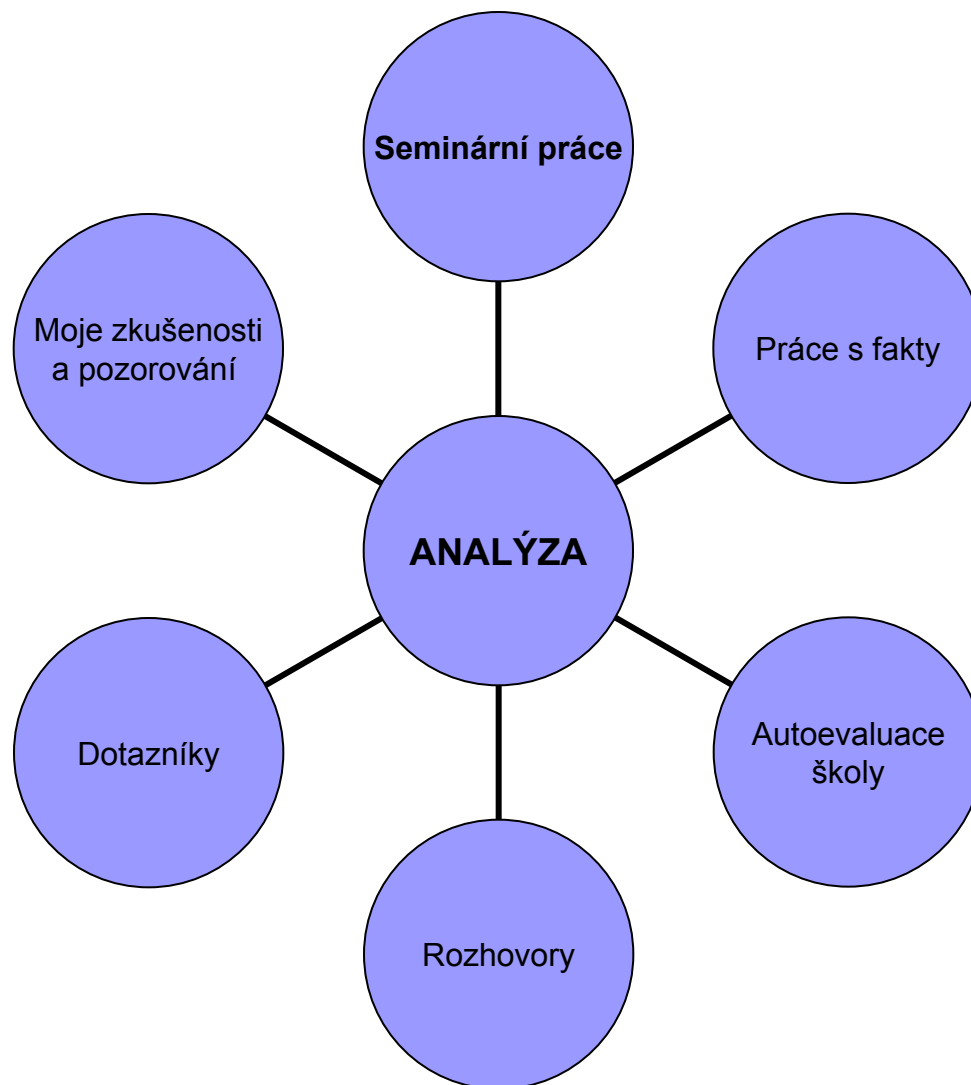 Seminární práce
Moje zkušenosti
a pozorování
Práce s fakty
ANALÝZA
Dotazníky
Autoevaluace
školy
Rozhovory